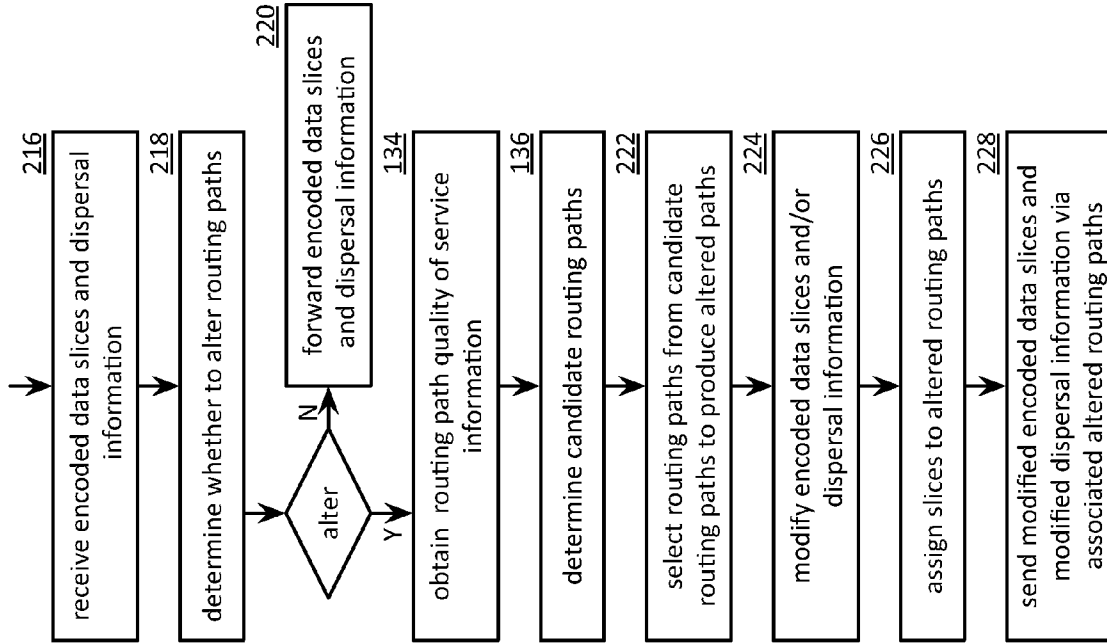 216
receive encoded data slices and dispersal
information
218
determine whether to alter routing paths
alter
N
Y
220
forward encoded data slices
and dispersal information
134
obtain routing path quality of service
information
136
determine candidate routing paths
222
select routing paths from candidate
routing paths to produce altered paths
224
modify encoded data slices and/or
dispersal information
226
assign slices to altered routing paths
228
send modified encoded data slices and
modified dispersal information via
associated altered routing paths